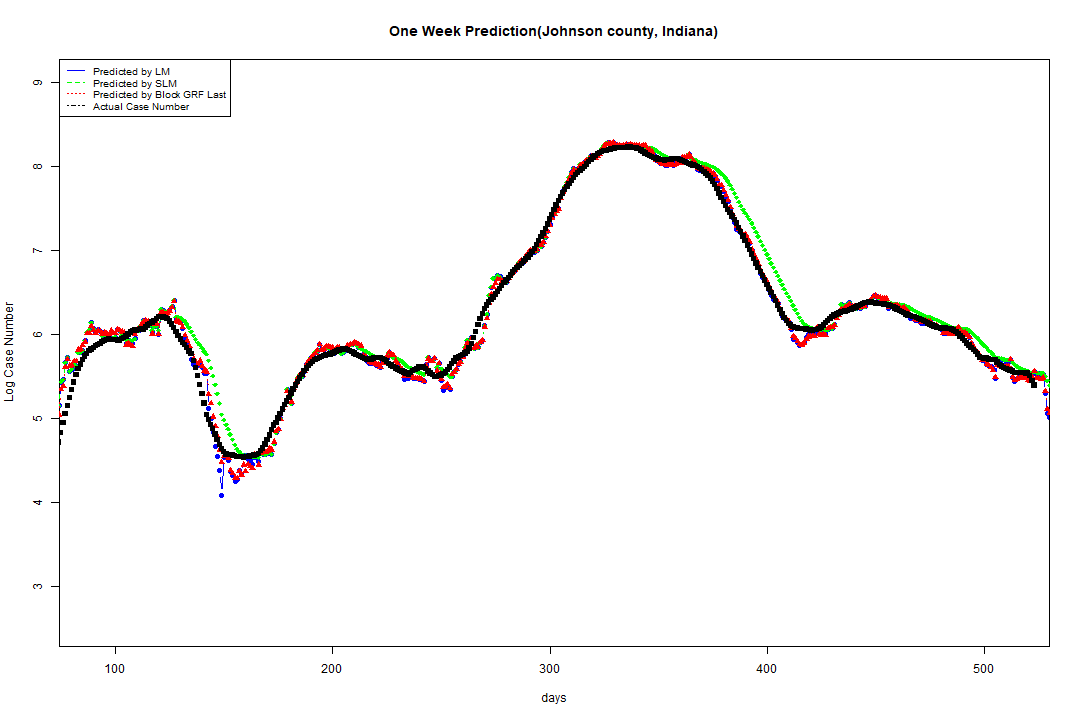 One Week Prediction(Johnson county, Indiana)
Predicted by LM
Predicted by SLM
Predicted by Block GRF Last
Actual Case Number
9
8
7
6
5
4
3
Log Case Number
100 200 300 400 500
days